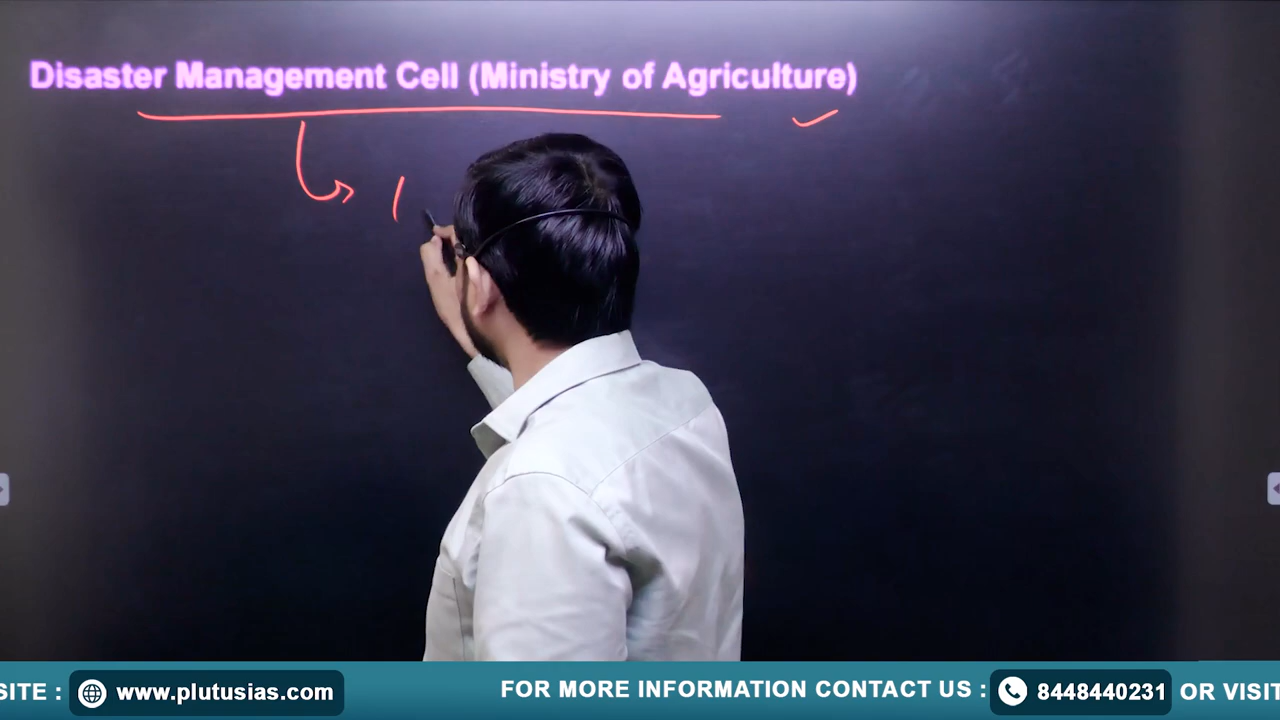 Disaster Management Cell (Ministry of Agriculture)
SITE : www.plutusias.com FOR MORE INFORMATION CONTACT US : 8448440231 OR VISIT